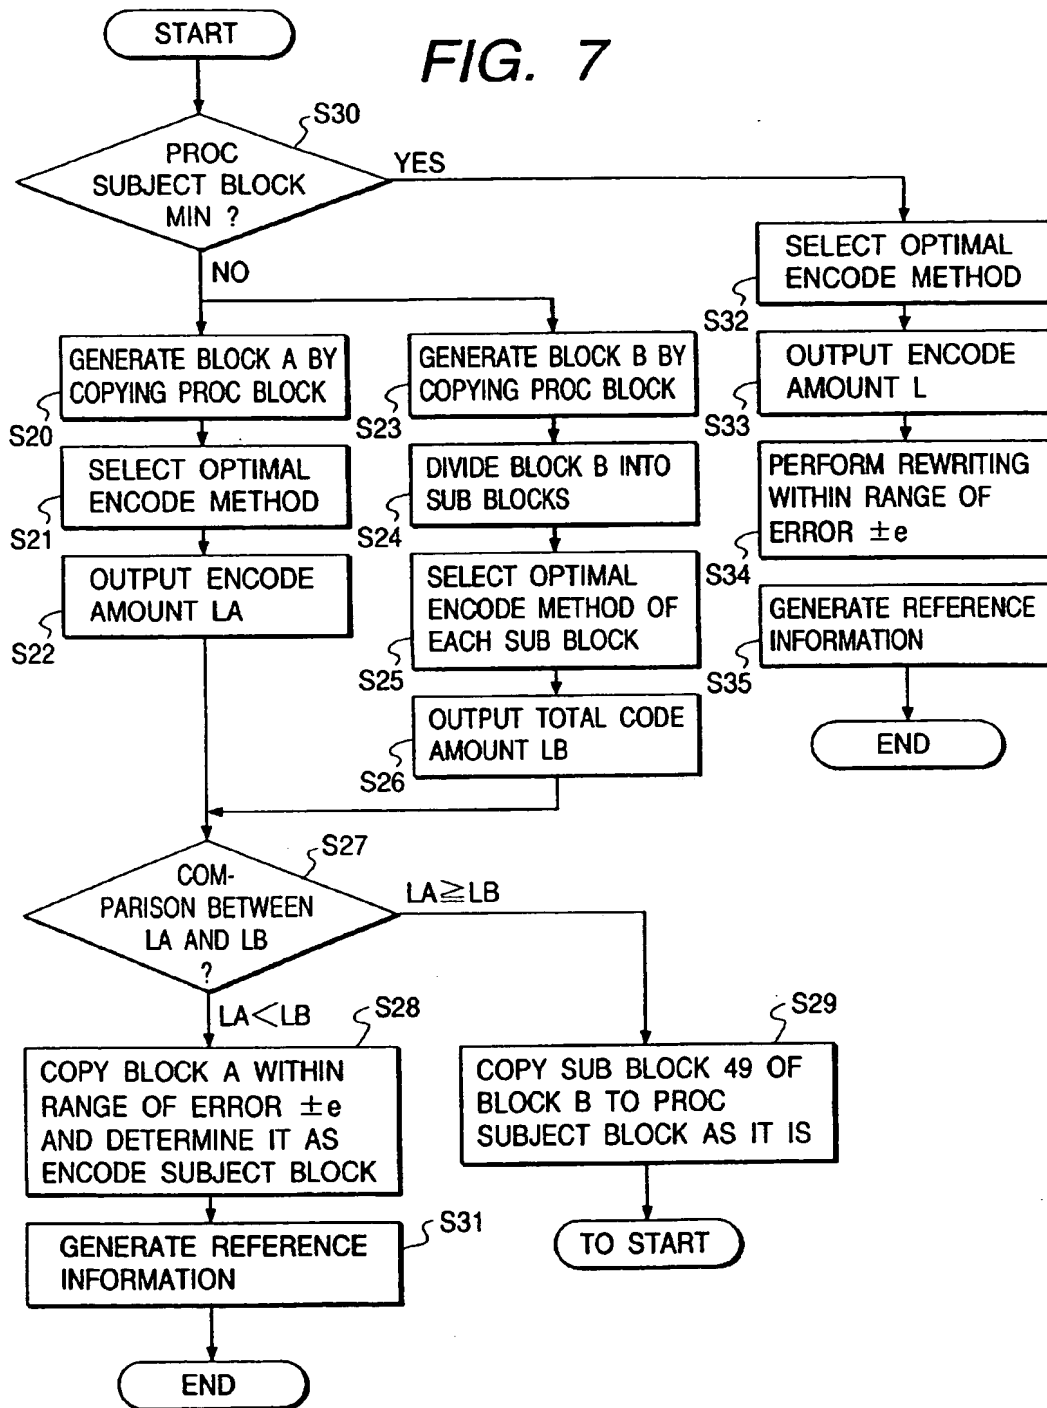 START
FIG. 7
S30
PROC
SUBJECT BLOCK
MIN ?
YES
NO
SELECT OPTIMAL
ENCODE METHOD
S32
GENERATE BLOCK A BY
COPYING PROC BLOCK
S20
GENERATE BLOCK B BY
COPYING PROC BLOCK
S23
OUTPUT ENCODE
AMOUNT L
S33
SELECT OPTIMAL
ENCODE METHOD
S21
DIVIDE BLOCK B INTO
SUB BLOCKS
S24
PERFORM REWRITING
WITHIN RANGE OF
ERROR ±e
S34
OUTPUT ENCODE
AMOUNT LA
S22
SELECT OPTIMAL
ENCODE METHOD OF
EACH SUB BLOCK
S25
GENERATE REFERENCE
INFORMATION
S35
OUTPUT TOTAL CODE
AMOUNT LB
S26
END
S27
COM-
PARISON BETWEEN
LA AND LB
?
LA≧LB
LA<LB
S28
COPY BLOCK A WITHIN
RANGE OF ERROR ±e
AND DETERMINE IT AS
ENCODE SUBJECT BLOCK
S29
COPY SUB BLOCK 49 OF
BLOCK B TO PROC
SUBJECT BLOCK AS IT IS
S31
GENERATE REFERENCE
INFORMATION
TO START
END